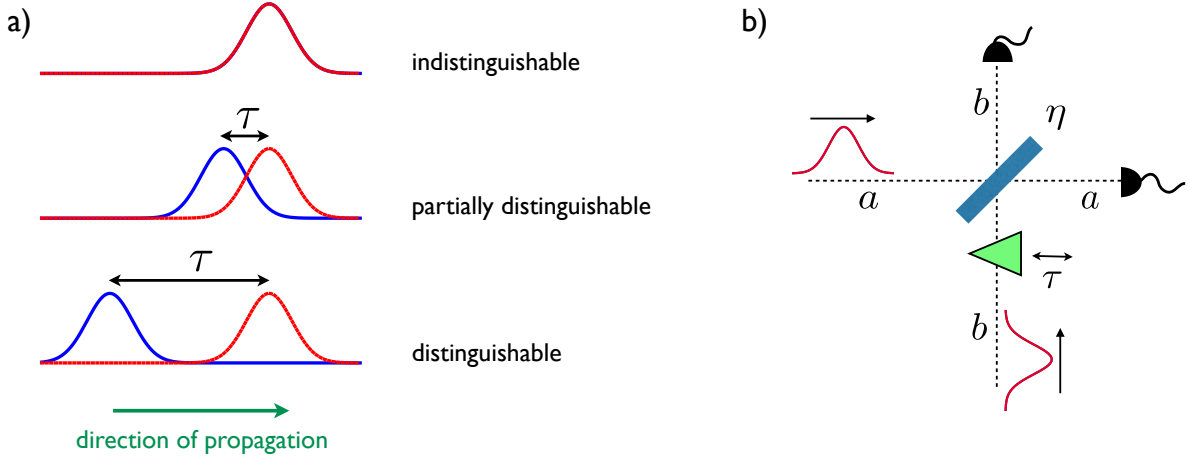 a)
indistinguishable
τ
partially distinguishable
τ
distinguishable
direction of propagation
b)
b
η
a
a
τ
b